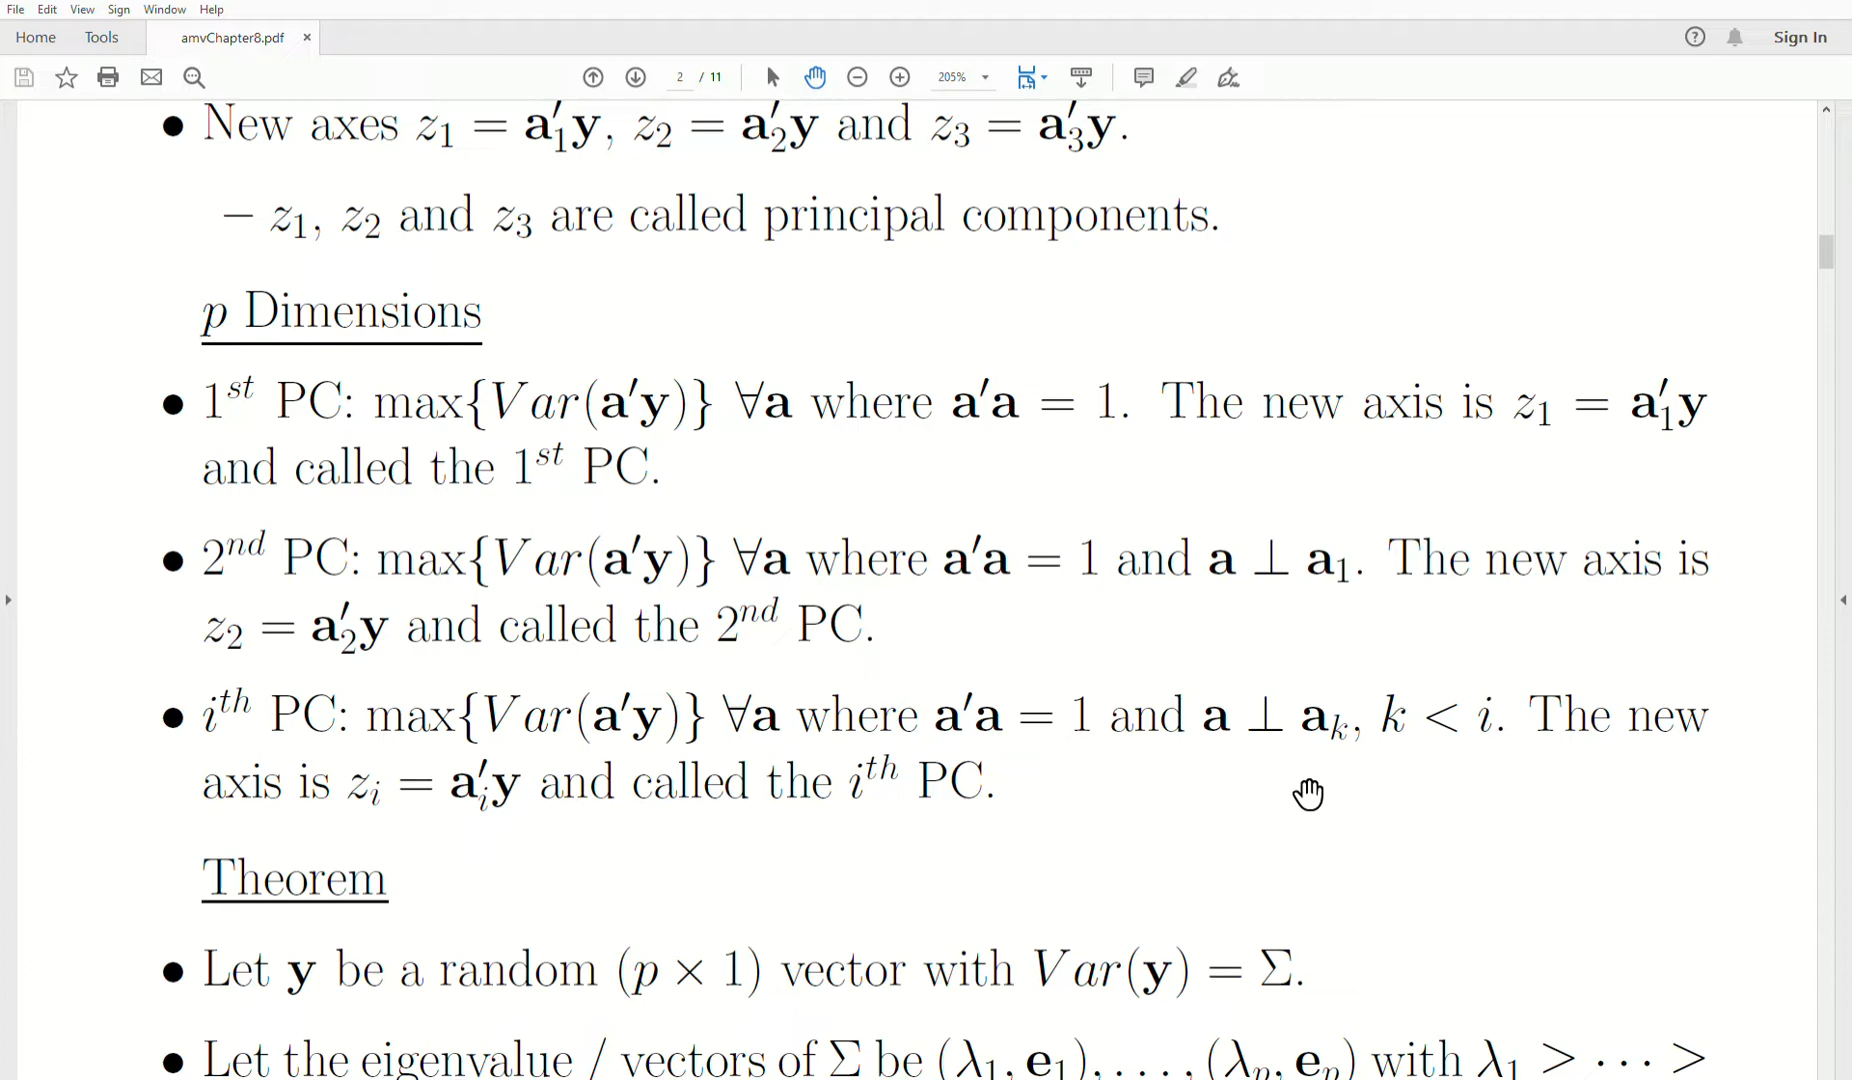 File Edit View Sign Window Help
Home Tools amvChapter8.pdf × Sign In
2 / 11 205%
• New axes z₁ = a′₁y, z₂ = a′₂y and z₃ = a′₃y.
– z₁, z₂ and z₃ are called principal components.
p Dimensions
• 1ˢᵗ PC: max{Var(a′y)} ∀a where a′a = 1. The new axis is z₁ = a′₁y
and called the 1ˢᵗ PC.
• 2ⁿᵈ PC: max{Var(a′y)} ∀a where a′a = 1 and a ⊥ a₁. The new axis is
z₂ = a′₂y and called the 2ⁿᵈ PC.
• iᵗʰ PC: max{Var(a′y)} ∀a where a′a = 1 and a ⊥ aₖ, k < i. The new
axis is zᵢ = a′ᵢy and called the iᵗʰ PC.
Theorem
• Let y be a random (p × 1) vector with Var(y) = Σ.
• Let the eigenvalue / vectors of Σ be (λ₁, e₁), . . . , (λₚ, eₚ) with λ₁ > · · · >